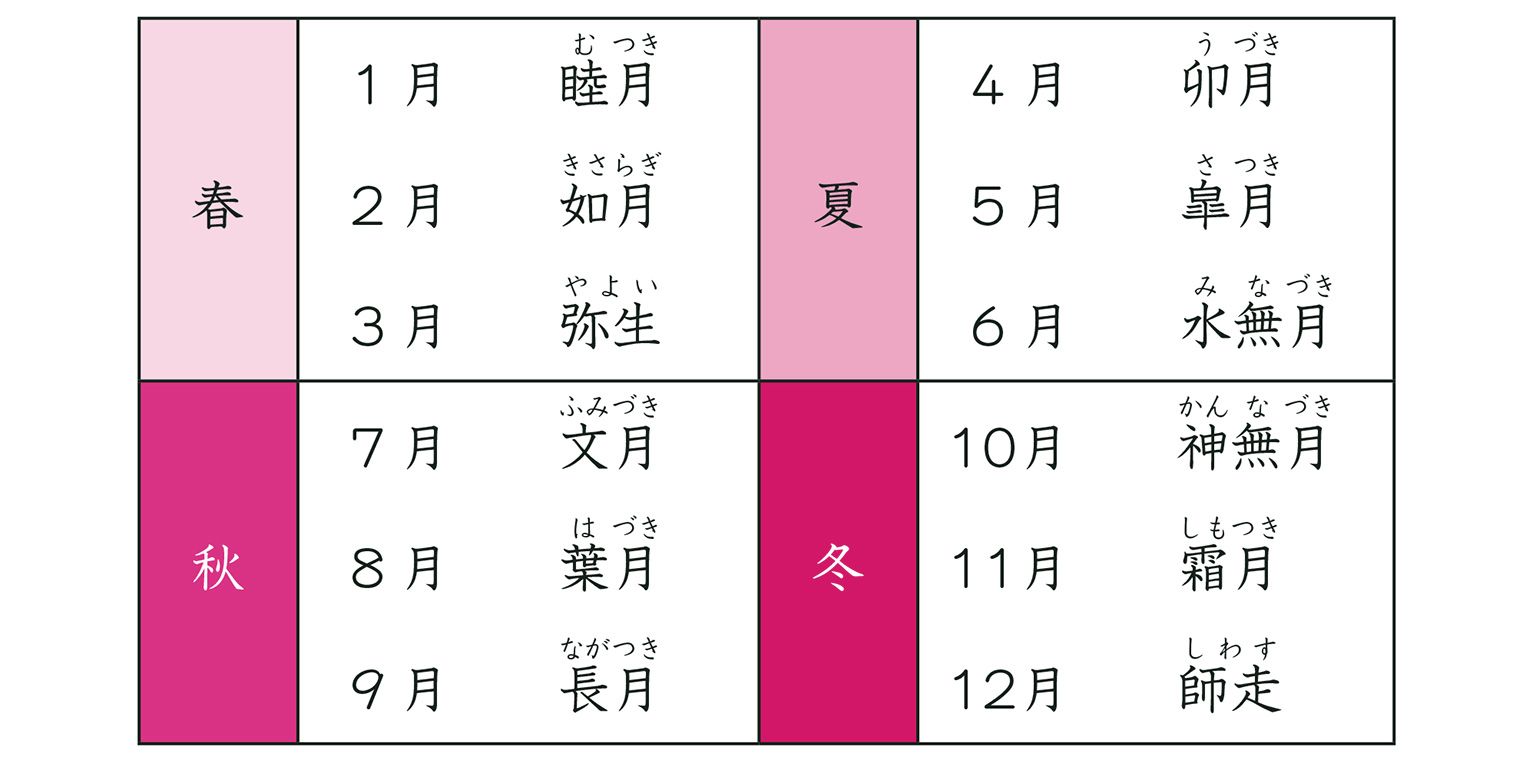 春
むつき
1月 睦月
きさらぎ
2月 如月
やよい
3月 弥生
夏
うづき
4月 卯月
さつき
5月 皐月
みなづき
6月 水無月
秋
ふみづき
7月 文月
はづき
8月 葉月
ながつき
9月 長月
冬
かんなづき
10月 神無月
しもつき
11月 霜月
しわす
12月 師走